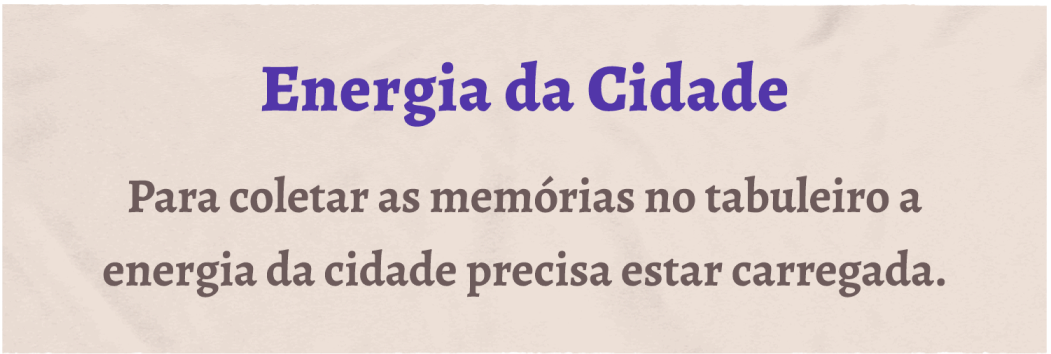 Energia da Cidade
Para coletar as memórias no tabuleiro a
energia da cidade precisa estar carregada.